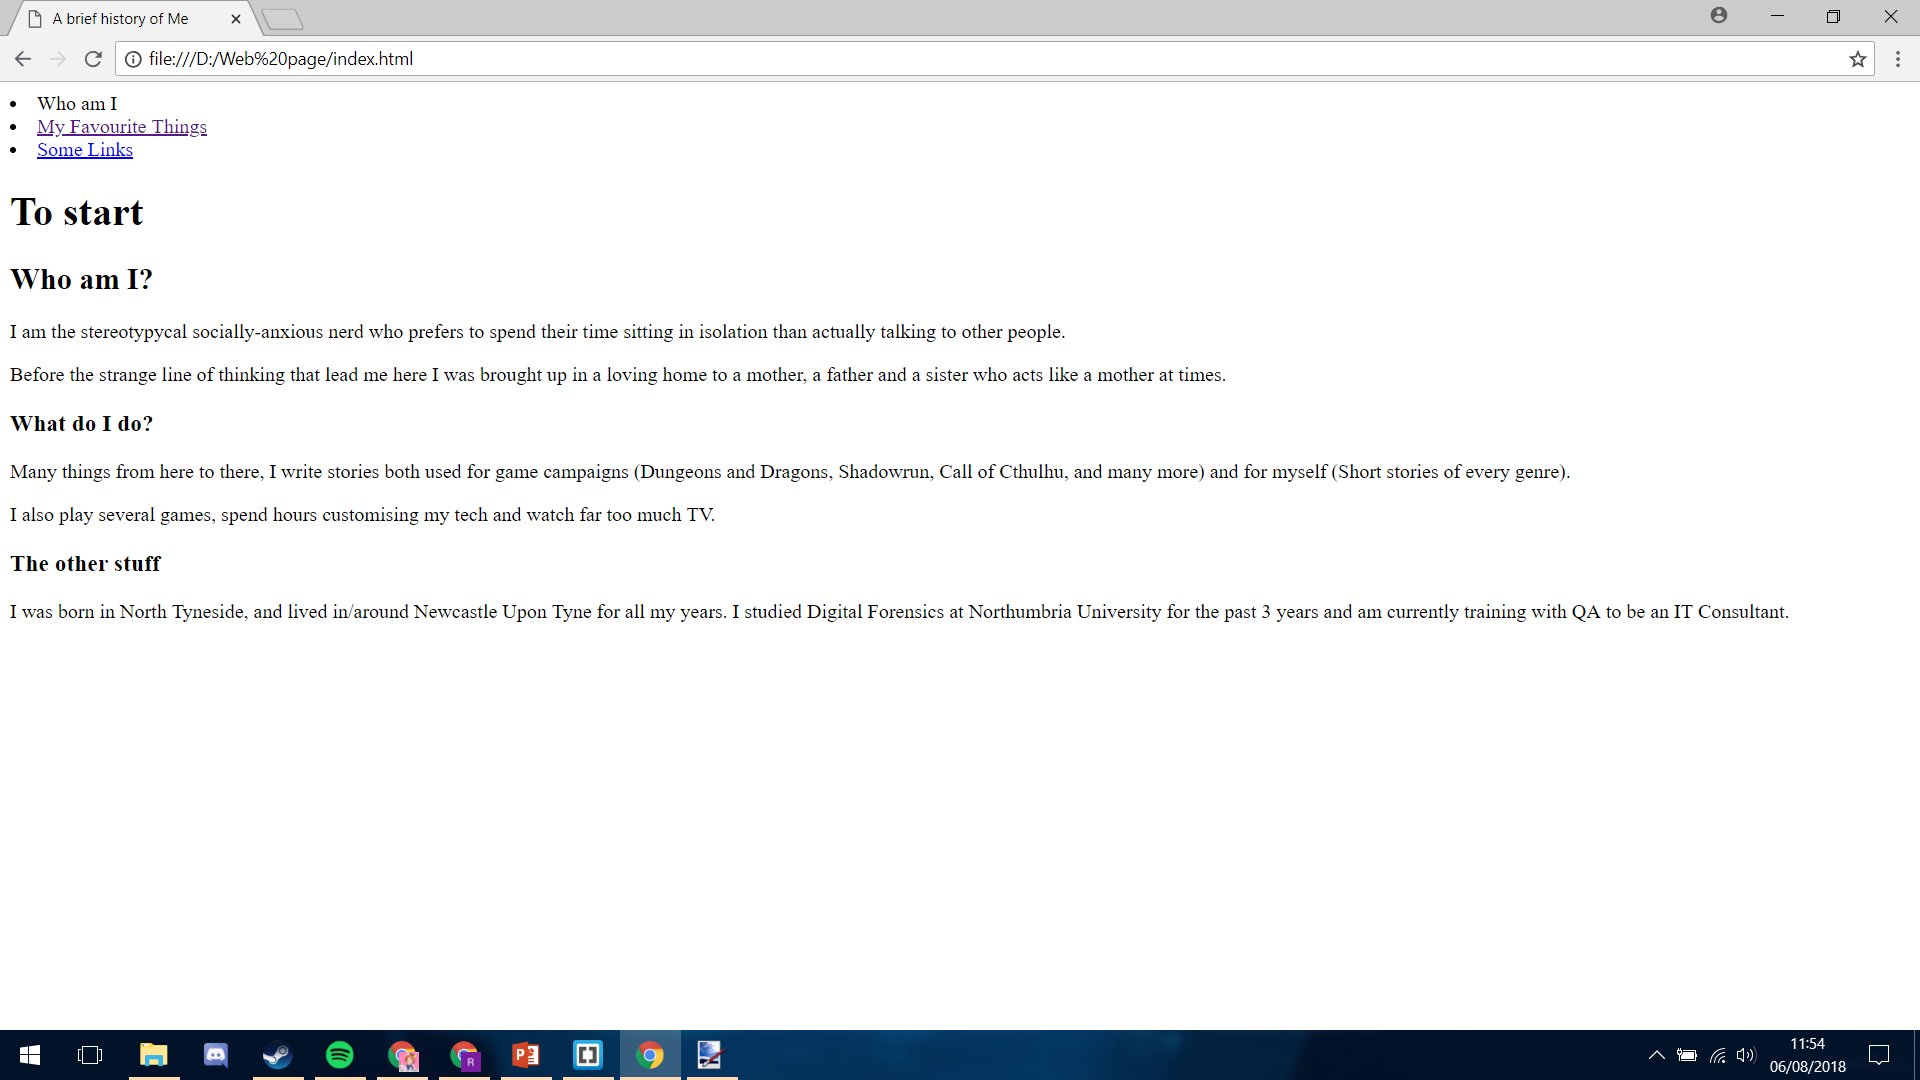 A brief history of Me
file:///D:/Web%20page/index.html
Who am I
My Favourite Things
Some Links
To start
Who am I?
I am the stereotypycal socially-anxious nerd who prefers to spend their time sitting in isolation than actually talking to other people.
Before the strange line of thinking that lead me here I was brought up in a loving home to a mother, a father and a sister who acts like a mother at times.
What do I do?
Many things from here to there, I write stories both used for game campaigns (Dungeons and Dragons, Shadowrun, Call of Cthulhu, and many more) and for myself (Short stories of every genre).
I also play several games, spend hours customising my tech and watch far too much TV.
The other stuff
I was born in North Tyneside, and lived in/around Newcastle Upon Tyne for all my years. I studied Digital Forensics at Northumbria University for the past 3 years and am currently training with QA to be an IT Consultant.
R
P
11:54
06/08/2018